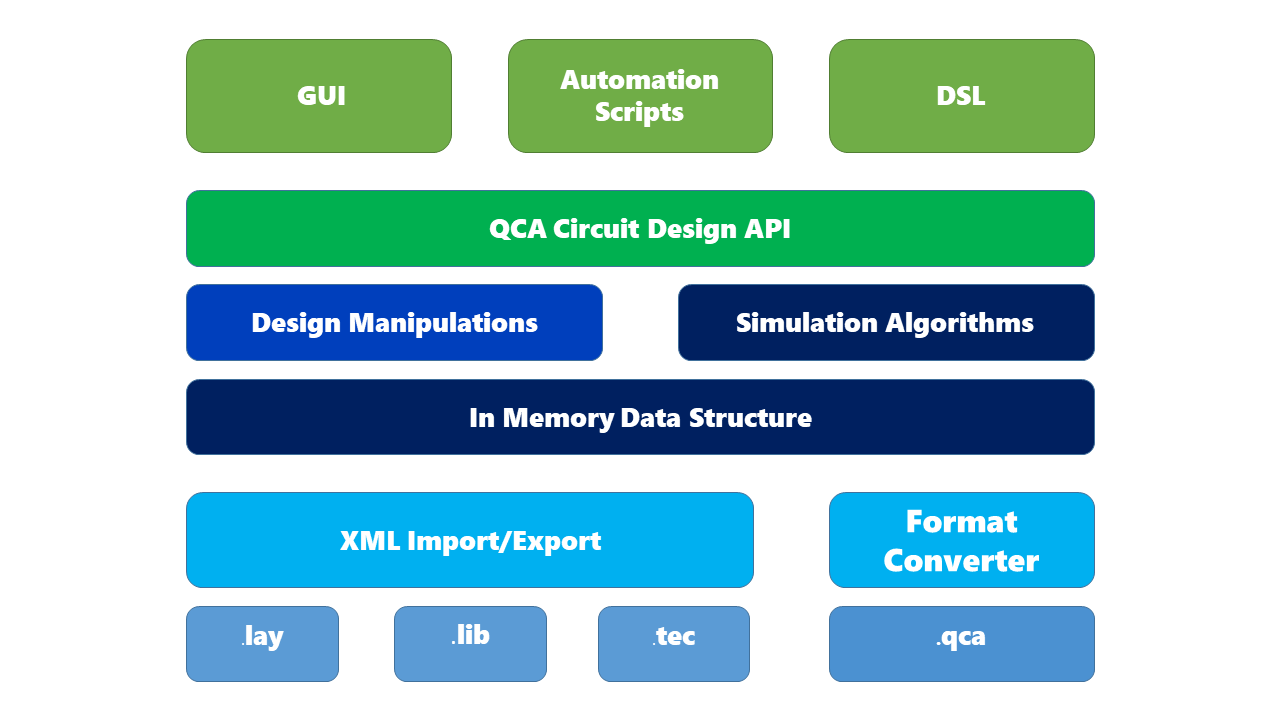 GUI
Automation
Scripts
DSL
QCA Circuit Design API
Design Manipulations
Simulation Algorithms
In Memory Data Structure
XML Import/Export
Format
Converter
.lay
.lib
.tec
.qca